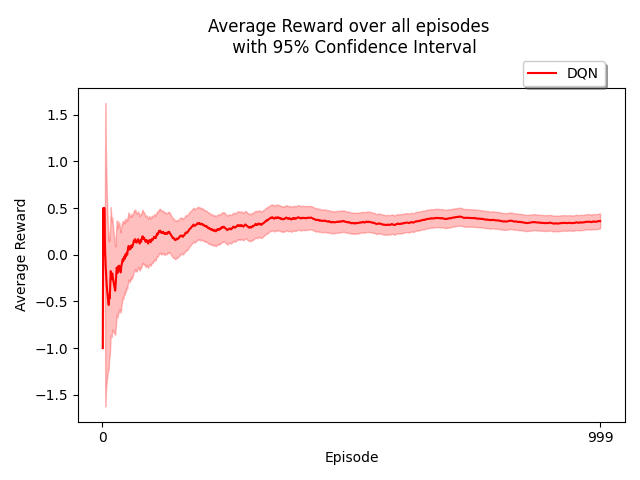 Average Reward over all episodes
with 95% Confidence Interval
DQN
1.5
1.0
0.5
0.0
−0.5
−1.0
−1.5
Average Reward
0
999
Episode